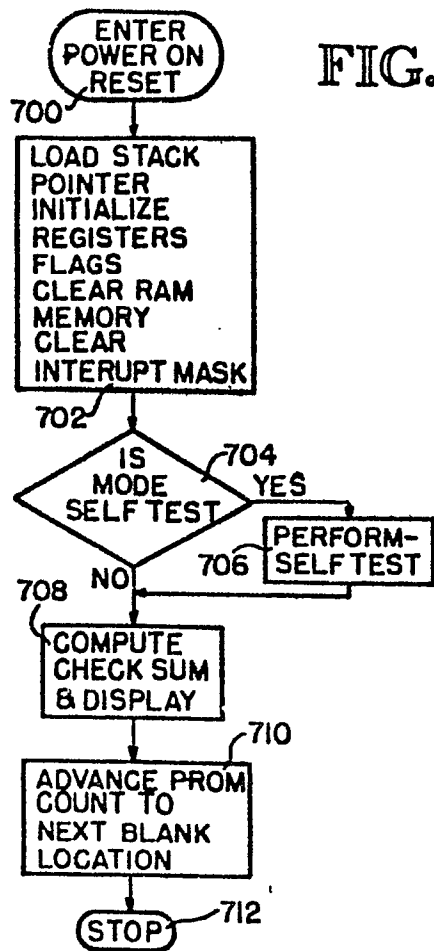 ENTER
POWER ON
RESET
FIG.
700
LOAD STACK
POINTER
INITIALIZE
REGISTERS
FLAGS
CLEAR RAM
MEMORY
CLEAR
INTERUPT MASK
702
IS
MODE
SELF TEST
704
YES
PERFORM-
SELF TEST
706
NO
708
COMPUTE
CHECK SUM
& DISPLAY
710
ADVANCE PROM
COUNT TO
NEXT BLANK
LOCATION
STOP
712